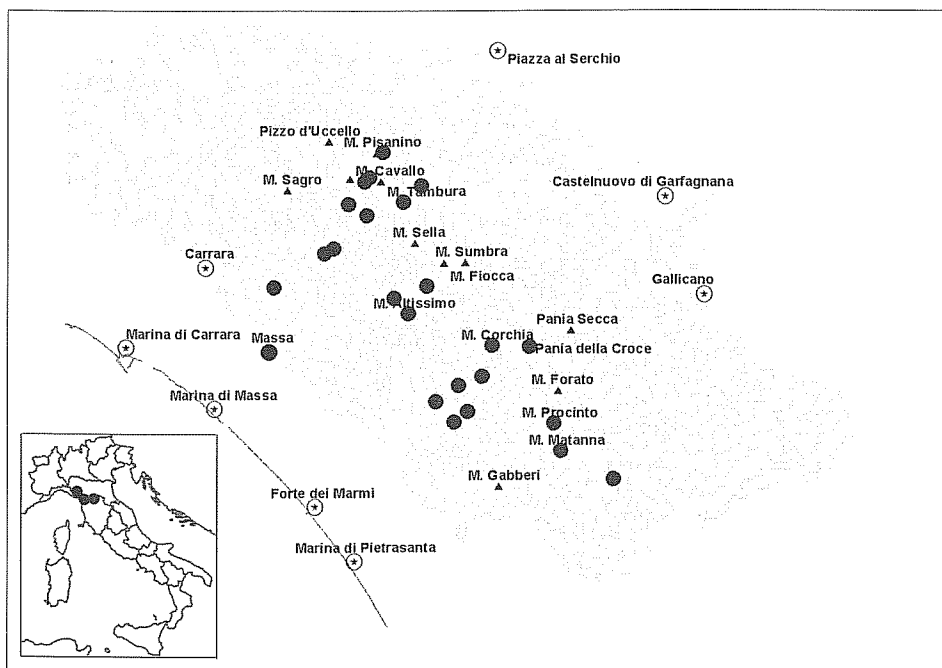 Piazza al Serchio
Pizzo d'Uccello
M. Pisanino
M. Cavallo
M. Sagro
M. Tambura
Castelnuovo di Garfagnana
M. Sella
M. Sumbra
Carrara
M. Fiocca
Gallicano
M. Altissimo
Pania Secca
Marina di Carrara
Massa
M. Corchia
Pania della Croce
M. Forato
Marina di Massa
M. Procinto
M. Matanna
M. Gabberi
Forte dei Marmi
Marina di Pietrasanta